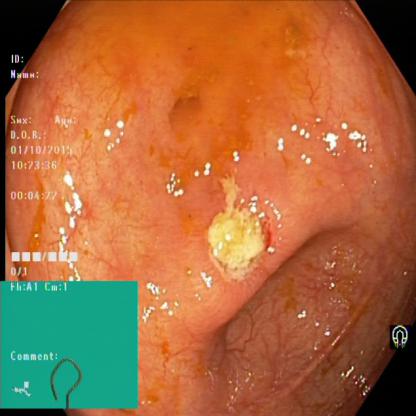 ID:
Name:
Sex: Age:
D.O.B.:
01/10/2015
10:23:36
00:04:22
0/1
Eh:A1 Cm:1
Comment: